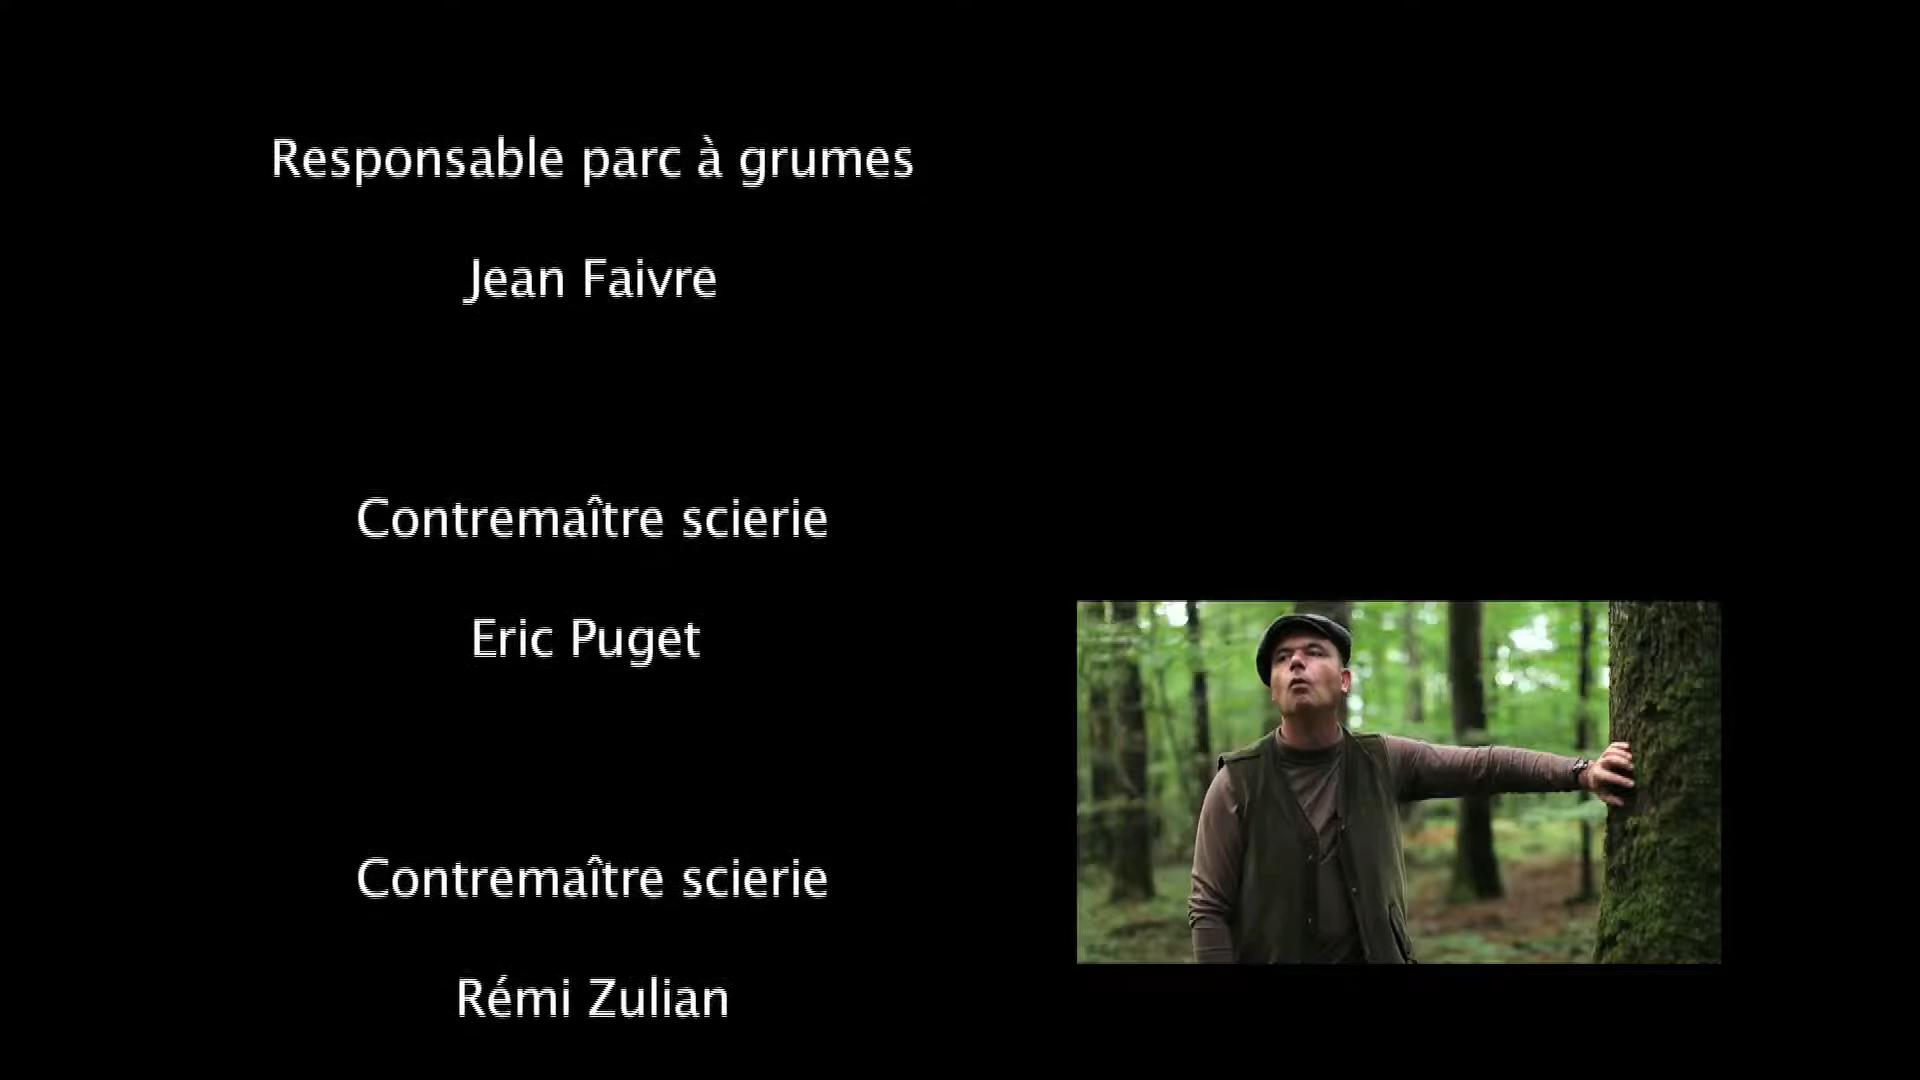 Responsable parc à grumes
Jean Faivre
Contremaître scierie
Eric Puget
Contremaître scierie
Rémi Zulian